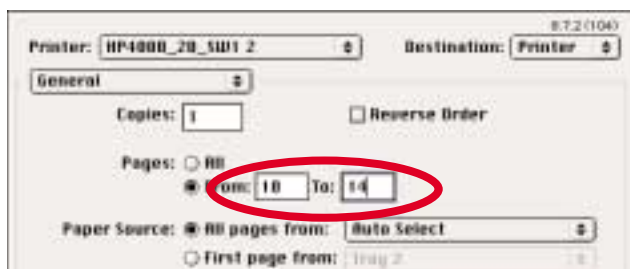 8.7.2 (104)
Printer: HP4000_20_SW1 2 Destination: Printer
General
Copies: 1 Reverse Order
Pages: All
From: 10 To: 14
Paper Source: All pages from: Auto Select
First page from: Tray 2